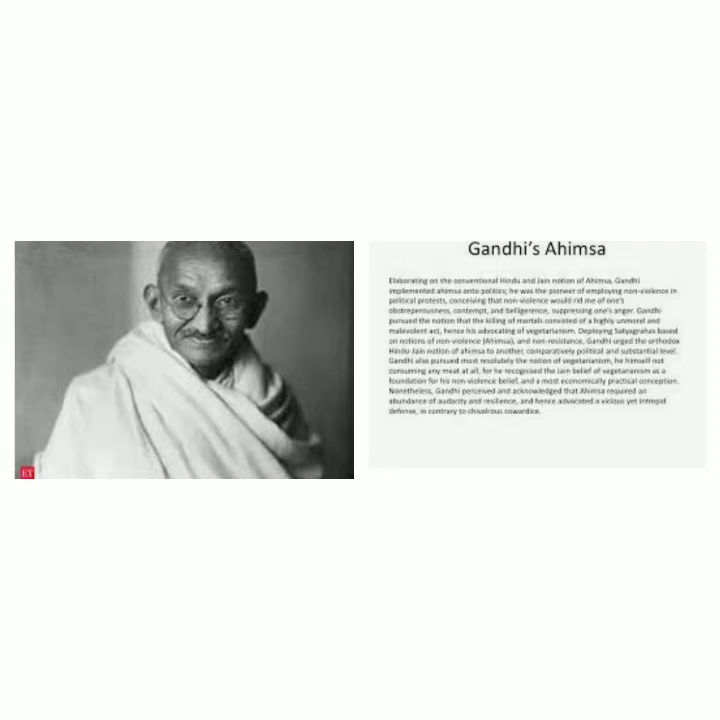 Gandhi's Ahimsa
Elaborating on the conventional Hindu and Jain notion of Ahimsa, Gandhi
implemented ahimsa onto politics; he was the pioneer of employing non-violence in
political protests, conceiving that non-violence would rid me of one's
obstreperousness, contempt, and belligerence, suppressing one's anger. Gandhi
pursued the notion that the killing of mortals consisted of a highly unmoral and
malevolent act, hence his advocating of vegetarianism. Deploying Satyagrahas based
on notions of non-violence (Ahimsa), and non-resistance, Gandhi urged the orthodox
Hindu-Jain notion of ahimsa to another, comparatively political and substantial level.
Gandhi also pursued most resolutely the notion of vegetarianism, he himself not
consuming any meat at all, for he recognised the Jain belief of vegetarianism as a
foundation for his non-violence belief, and a most economically practical conception.
Nonetheless, Gandhi perceived and acknowledged that Ahimsa required an
abundance of audacity and resilience, and hence advocated a vicious yet intrepid
defense, in contrary to chivalrous cowardice.
ET